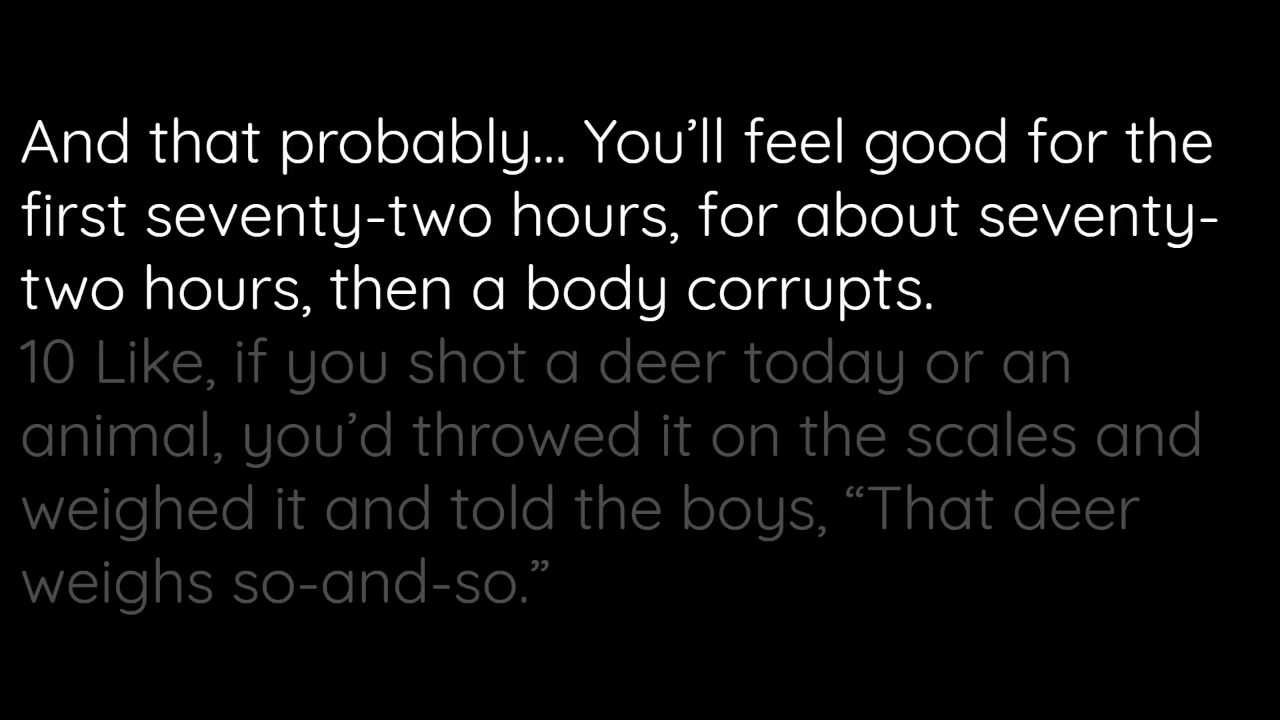 And that probably... You’ll feel good for the
first seventy-two hours, for about seventy-
two hours, then a body corrupts.
10 Like, if you shot a deer today or an
animal, you’d throwed it on the scales and
weighed it and told the boys, “That deer
weighs so-and-so.”